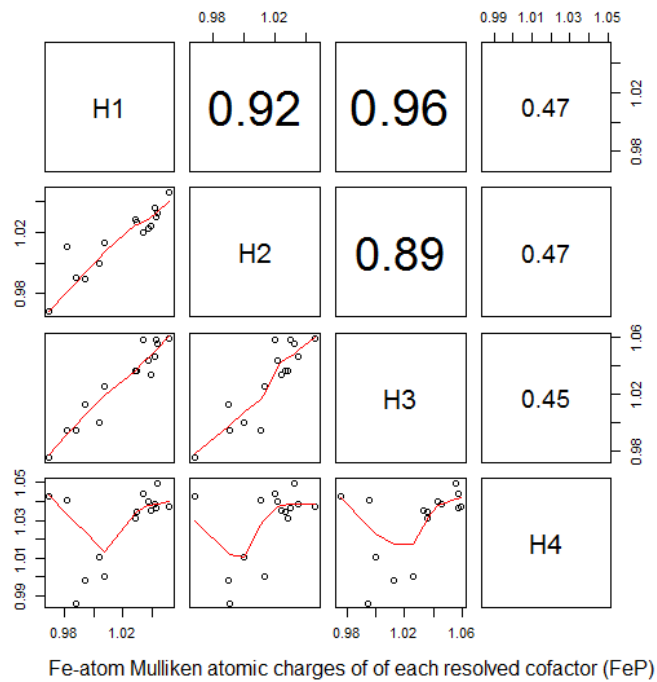 0.98 1.02 0.99 1.01 1.03 1.05
H1 0.92 0.96 0.47
0.98 1.02
0.98 1.02
H2 0.89 0.47
H3 0.45
0.98 1.02 1.06
0.99 1.01 1.03 1.05
H4
0.98 1.02 0.98 1.02 1.06
Fe-atom Mulliken atomic charges of of each resolved cofactor (FeP)